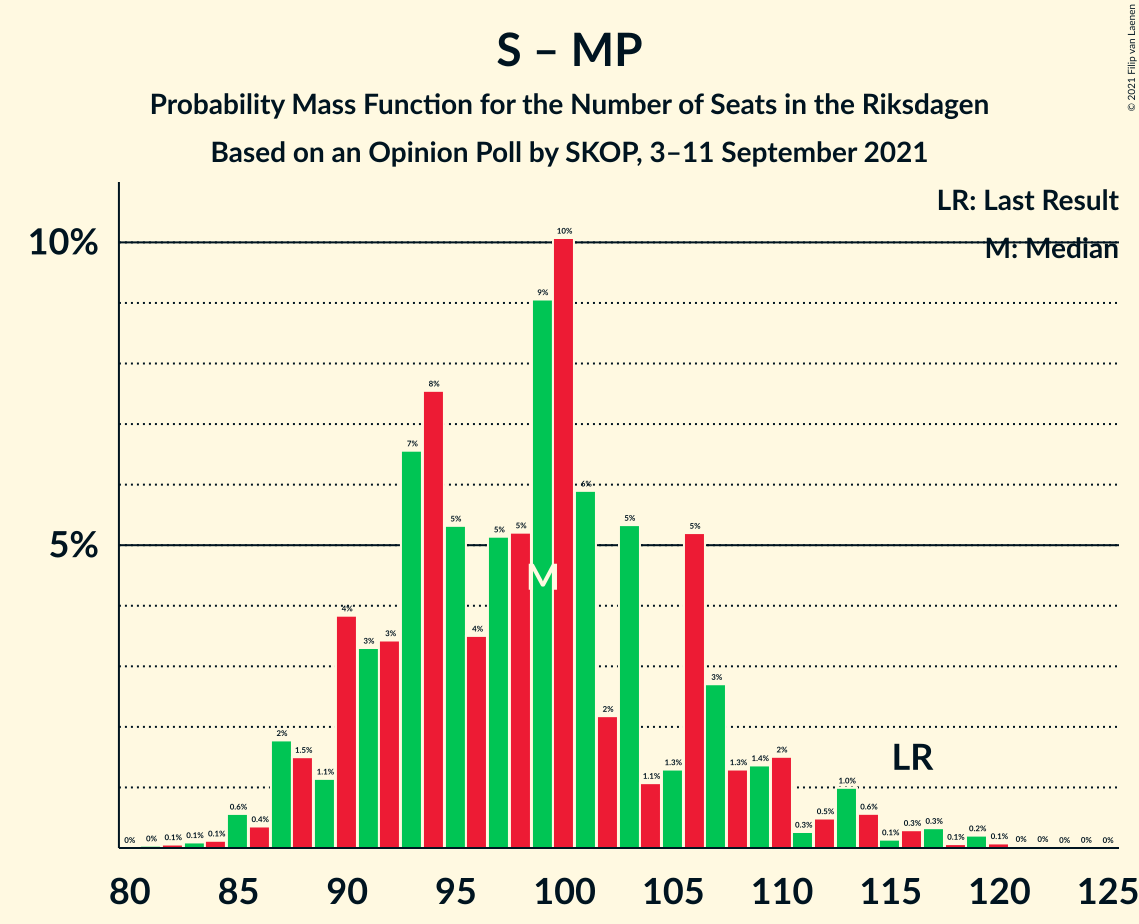 © 2021 Filip van Laenen
S – MP
Probability Mass Function for the Number of Seats in the Riksdagen
Based on an Opinion Poll by SKOP, 3–11 September 2021
LR: Last Result
M: Median
10%
5%
0% 0% 0.1% 0.1% 0.1% 0.6% 0.4% 2% 1.5% 1.1% 4% 3% 3% 7% 8% 5% 4% 5% 5% 9% 10% 6% 2% 5% 1.1% 1.3% 5% 3% 1.3% 1.4% 2% 0.3% 0.5% 1.0% 0.6% 0.1% 0.3% 0.3% 0.1% 0.2% 0.1% 0% 0% 0% 0% 0%
M
LR
80 85 90 95 100 105 110 115 120 125